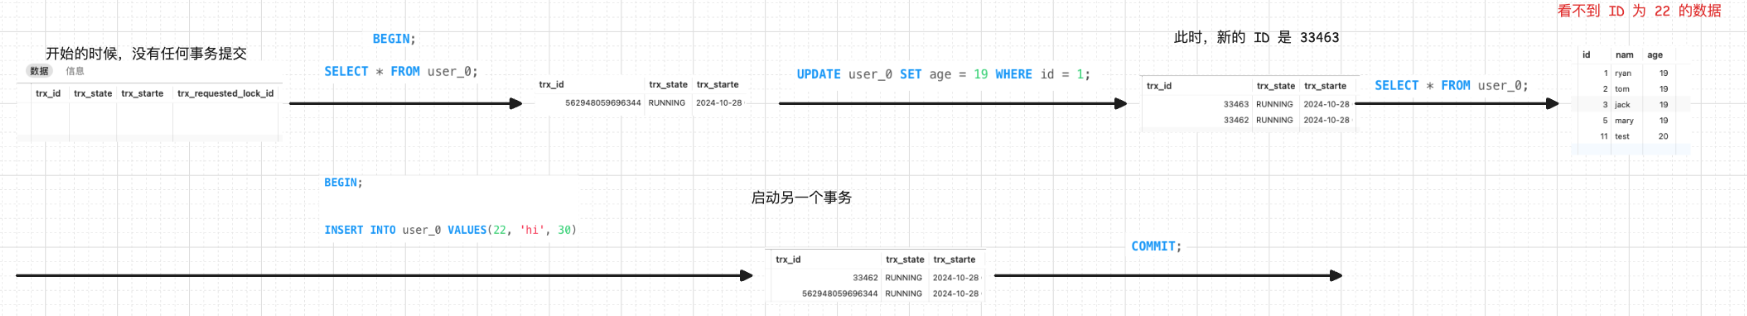 看不到 ID 为 22 的数据
BEGIN;
此时，新的 ID 是 33463
开始的时候，没有任何事务提交
数据 信息
SELECT * FROM user_0;
UPDATE user_0 SET age = 19 WHERE id = 1;
SELECT * FROM user_0;
trx_id trx_state trx_starte trx_requested_lock_id
trx_id trx_state trx_starte
562948059696344 RUNNING 2024-10-28
trx_id trx_state trx_starte
33463 RUNNING 2024-10-28
33462 RUNNING 2024-10-28
id nam age
1 ryan 19
2 tom 19
3 jack 19
5 mary 19
11 test 20
BEGIN;
启动另一个事务
INSERT INTO user_0 VALUES(22, 'hi', 30)
COMMIT;
trx_id trx_state trx_starte
33462 RUNNING 2024-10-28
562948059696344 RUNNING 2024-10-28